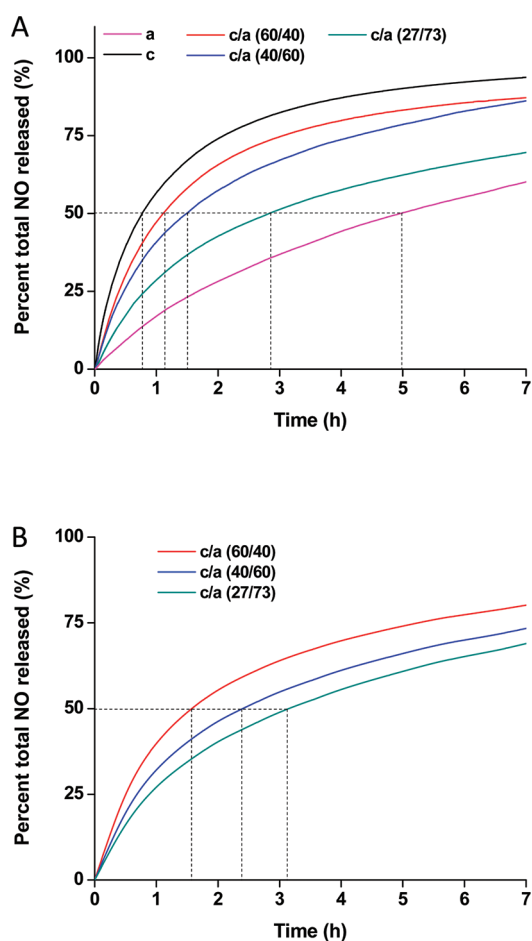 A
a
c
c/a (60/40)
c/a (40/60)
c/a (27/73)
Percent total NO released (%)
100
75
50
25
0
0 1 2 3 4 5 6 7
Time (h)
B
c/a (60/40)
c/a (40/60)
c/a (27/73)
Percent total NO released (%)
100
75
50
25
0
0 1 2 3 4 5 6 7
Time (h)